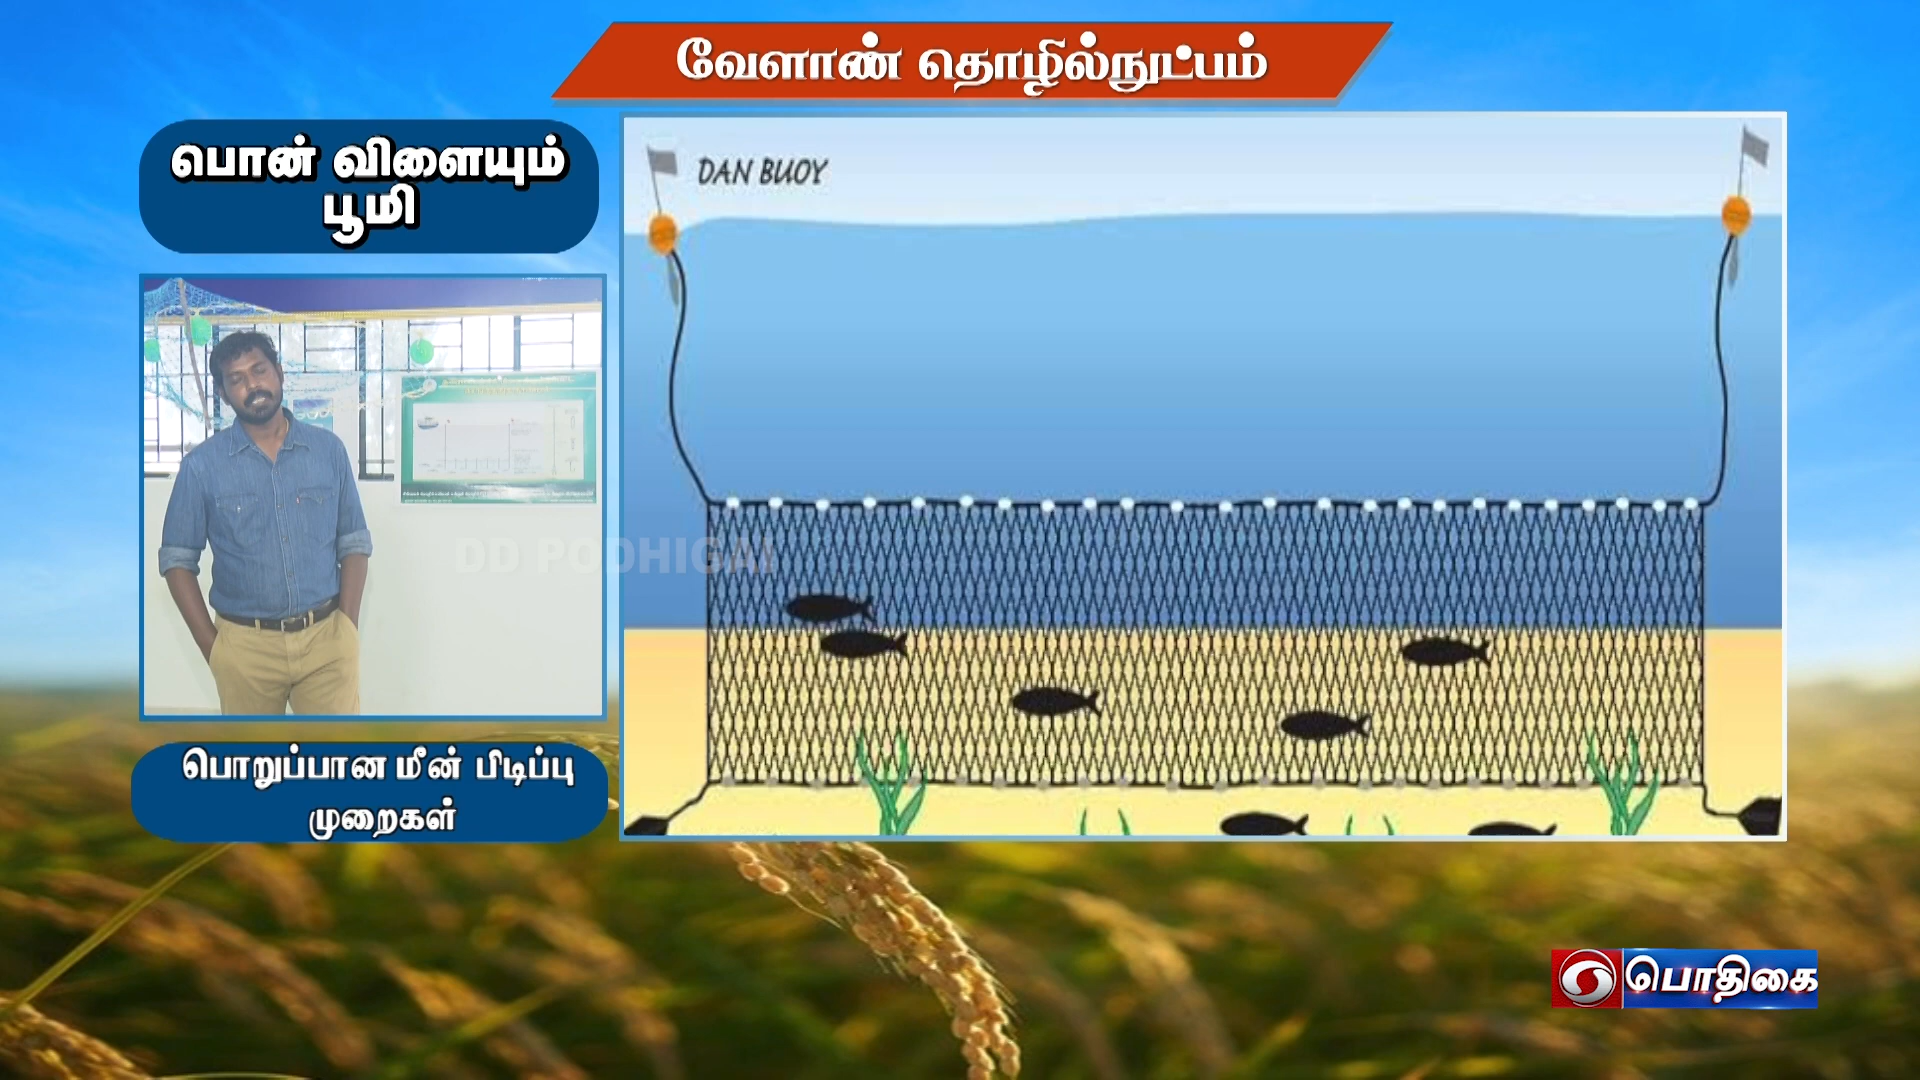 வேளாண் தொழில்நுட்பம்
பொன் விளையும்
பூமி
DAN BUOY
DD PODHIGAI
பொறுப்பான மீன் பிடிப்பு
முறைகள்
பொதிகை